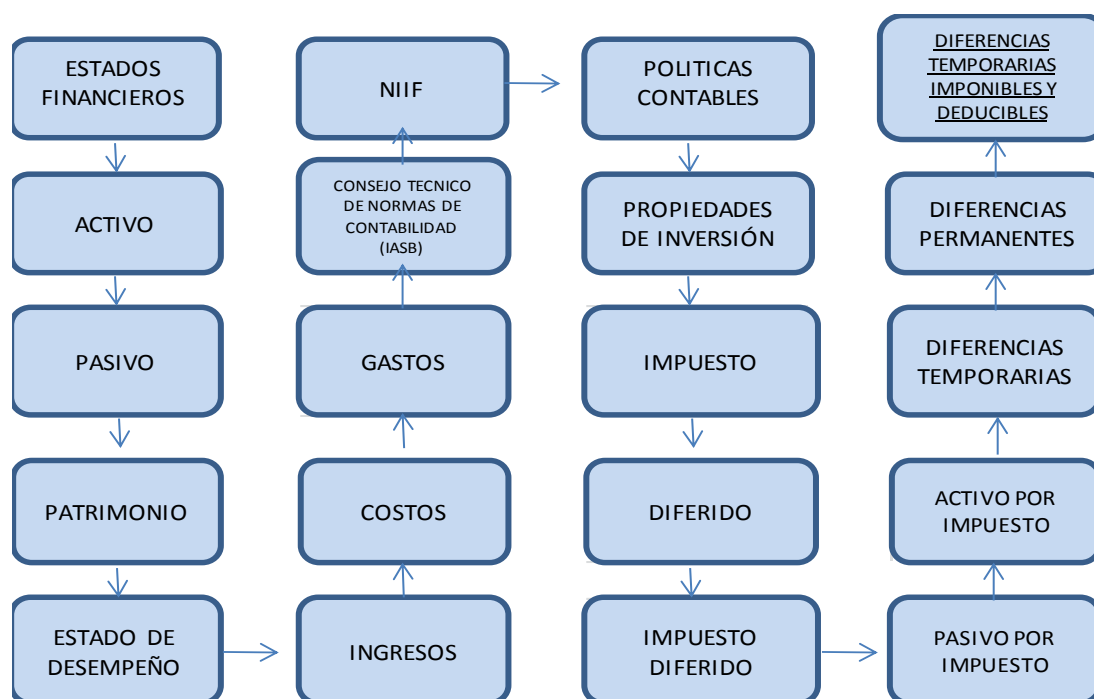 ESTADOS
FINANCIEROS
ACTIVO
PASIVO
PATRIMONIO
ESTADO DE
DESEMPEÑO
INGRESOS
COSTOS
GASTOS
CONSEJO TECNICO
DE NORMAS DE
CONTABILIDAD
(IASB)
NIIF
POLITICAS
CONTABLES
PROPIEDADES
DE INVERSIÓN
IMPUESTO
DIFERIDO
IMPUESTO
DIFERIDO
PASIVO POR
IMPUESTO
ACTIVO POR
IMPUESTO
DIFERENCIAS
TEMPORARIAS
DIFERENCIAS
PERMANENTES
DIFERENCIAS
TEMPORARIAS
IMPONIBLES Y
DEDUCIBLES